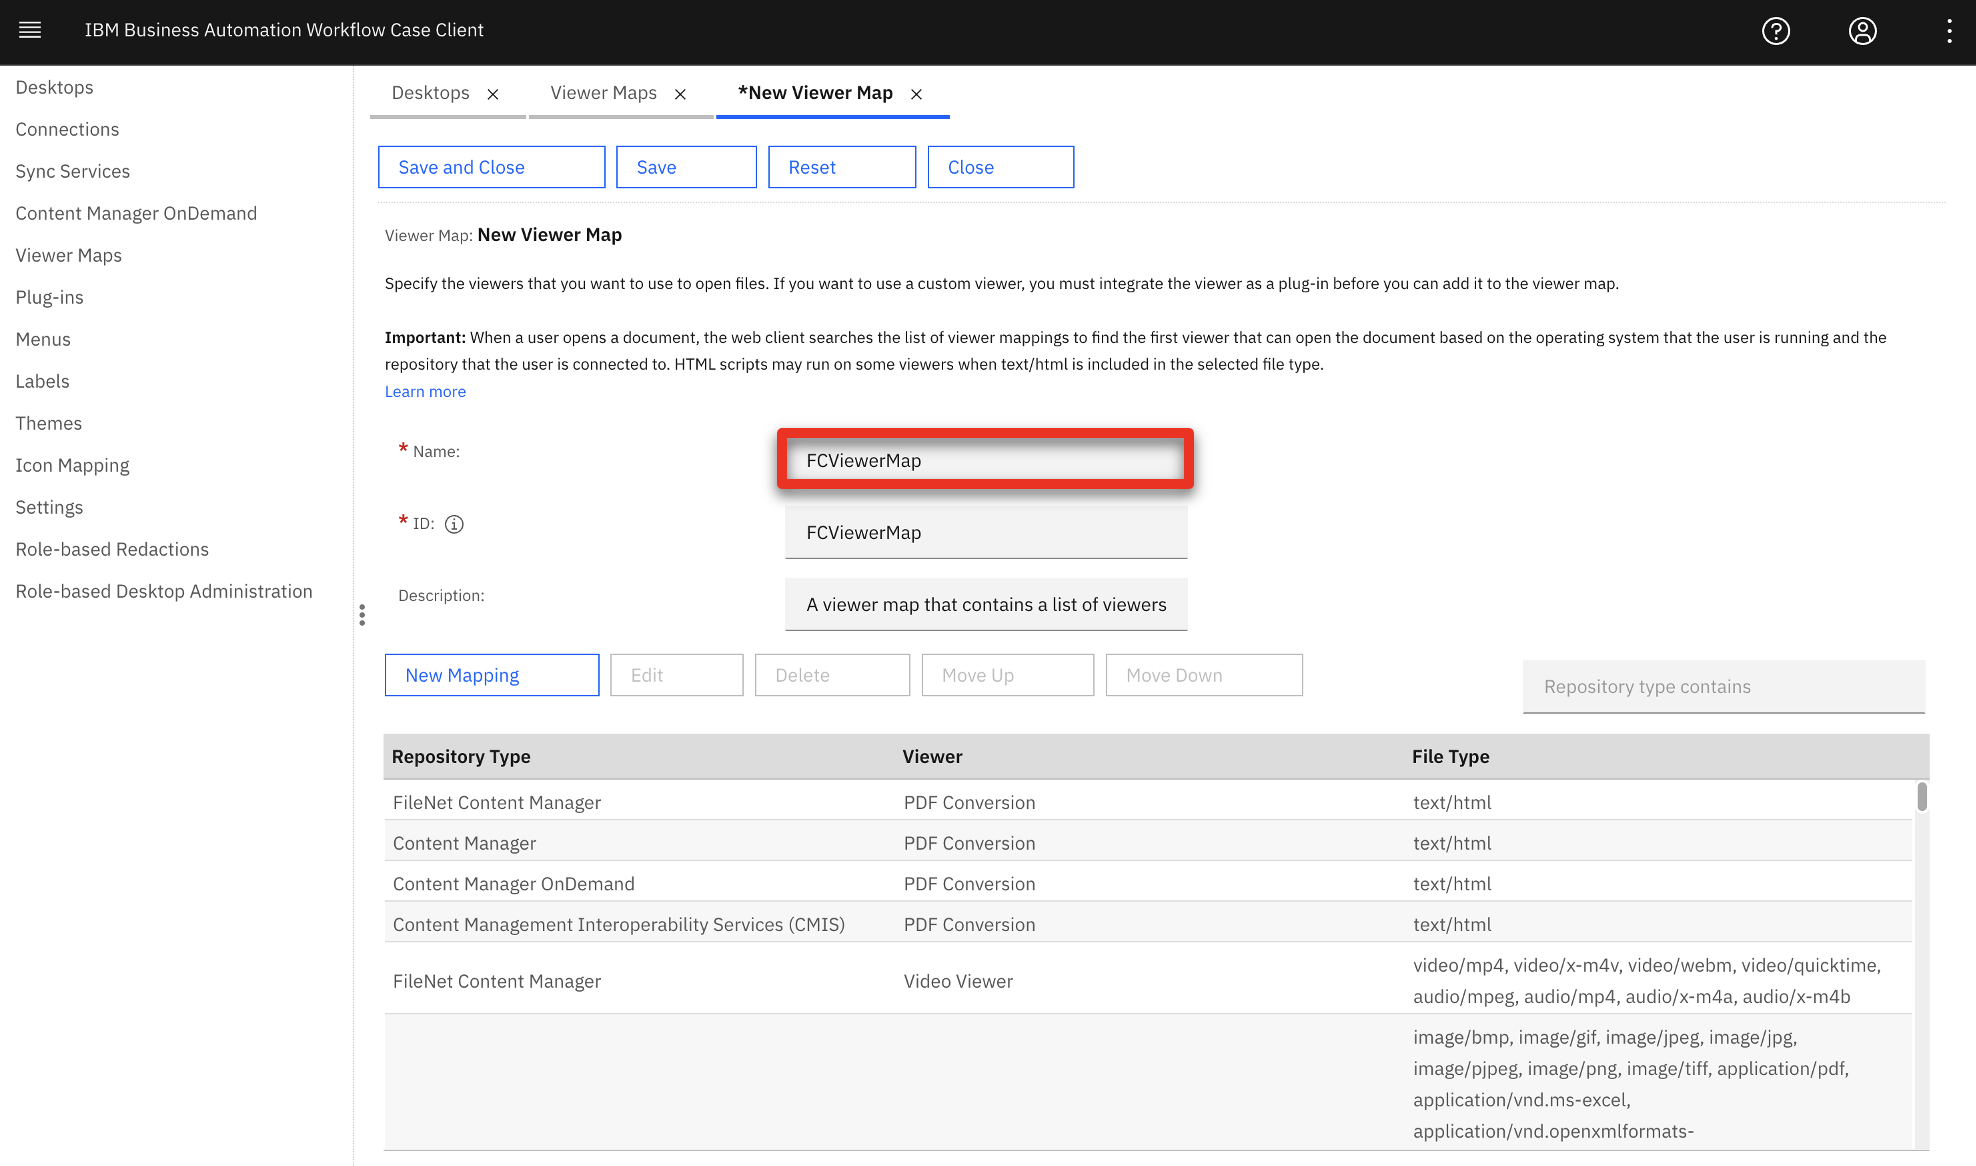 IBM Business Automation Workflow Case Client
Desktops
Connections
Sync Services
Content Manager OnDemand
Viewer Maps
Plug-ins
Menus
Labels
Themes
Icon Mapping
Settings
Role-based Redactions
Role-based Desktop Administration
Desktops
Viewer Maps
*New Viewer Map
Save and Close
Save
Reset
Close
Viewer Map: New Viewer Map
Specify the viewers that you want to use to open files. If you want to use a custom viewer, you must integrate the viewer as a plug-in before you can add it to the viewer map.
Important: When a user opens a document, the web client searches the list of viewer mappings to find the first viewer that can open the document based on the operating system that the user is running and the
repository that the user is connected to. HTML scripts may run on some viewers when text/html is included in the selected file type.
Learn more
* Name:
FCViewerMap
* ID:
FCViewerMap
Description:
A viewer map that contains a list of viewers
New Mapping
Edit
Delete
Move Up
Move Down
Repository type contains
Repository Type Viewer File Type
FileNet Content Manager PDF Conversion text/html
Content Manager PDF Conversion text/html
Content Manager OnDemand PDF Conversion text/html
Content Management Interoperability Services (CMIS) PDF Conversion text/html
FileNet Content Manager Video Viewer
video/mp4, video/x-m4v, video/webm, video/quicktime,
audio/mpeg, audio/mp4, audio/x-m4a, audio/x-m4b
image/bmp, image/gif, image/jpeg, image/jpg,
image/pjpeg, image/png, image/tiff, application/pdf,
application/vnd.ms-excel,
application/vnd.openxmlformats-